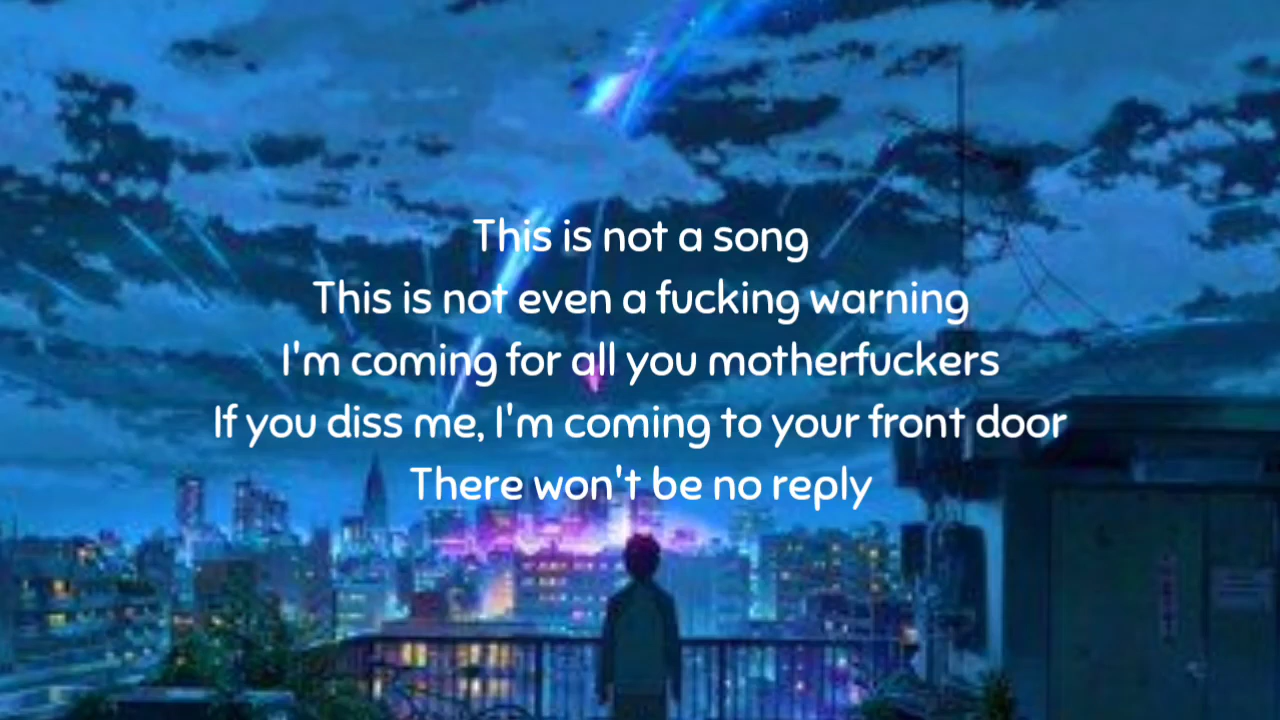 This is not a song
This is not even a fucking warning
I'm coming for all you motherfuckers
If you diss me, I'm coming to your front door
There won't be no reply